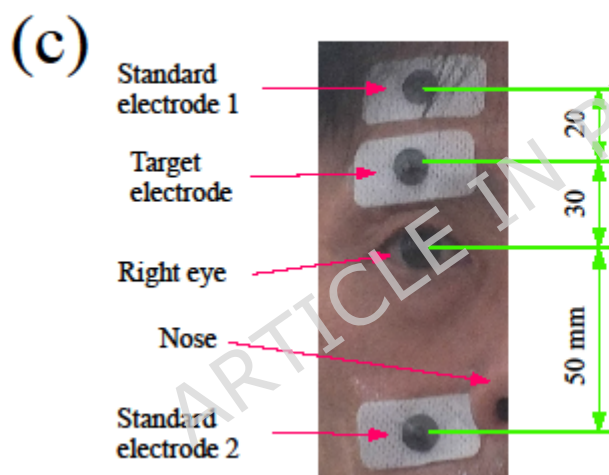 (c)
Standard
electrode 1
Target
electrode
Right eye
Nose
Standard
electrode 2
20
30
50 mm
ARTICLE IN P